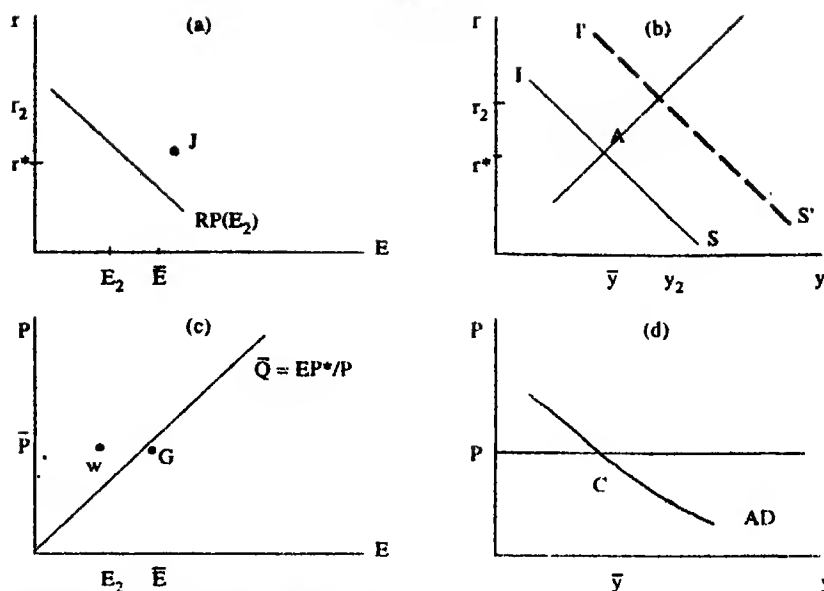 r
(a)
r₂
J
r*
RP(E₂)
E
E₂
E̅
r
I'
(b)
I
r₂
A
r*
S
S'
y̅
y₂
y
P
(c)
Q̅ = EP*/P
P̅
w
G
E
E₂
E̅
P
(d)
P
C
AD
y̅
y